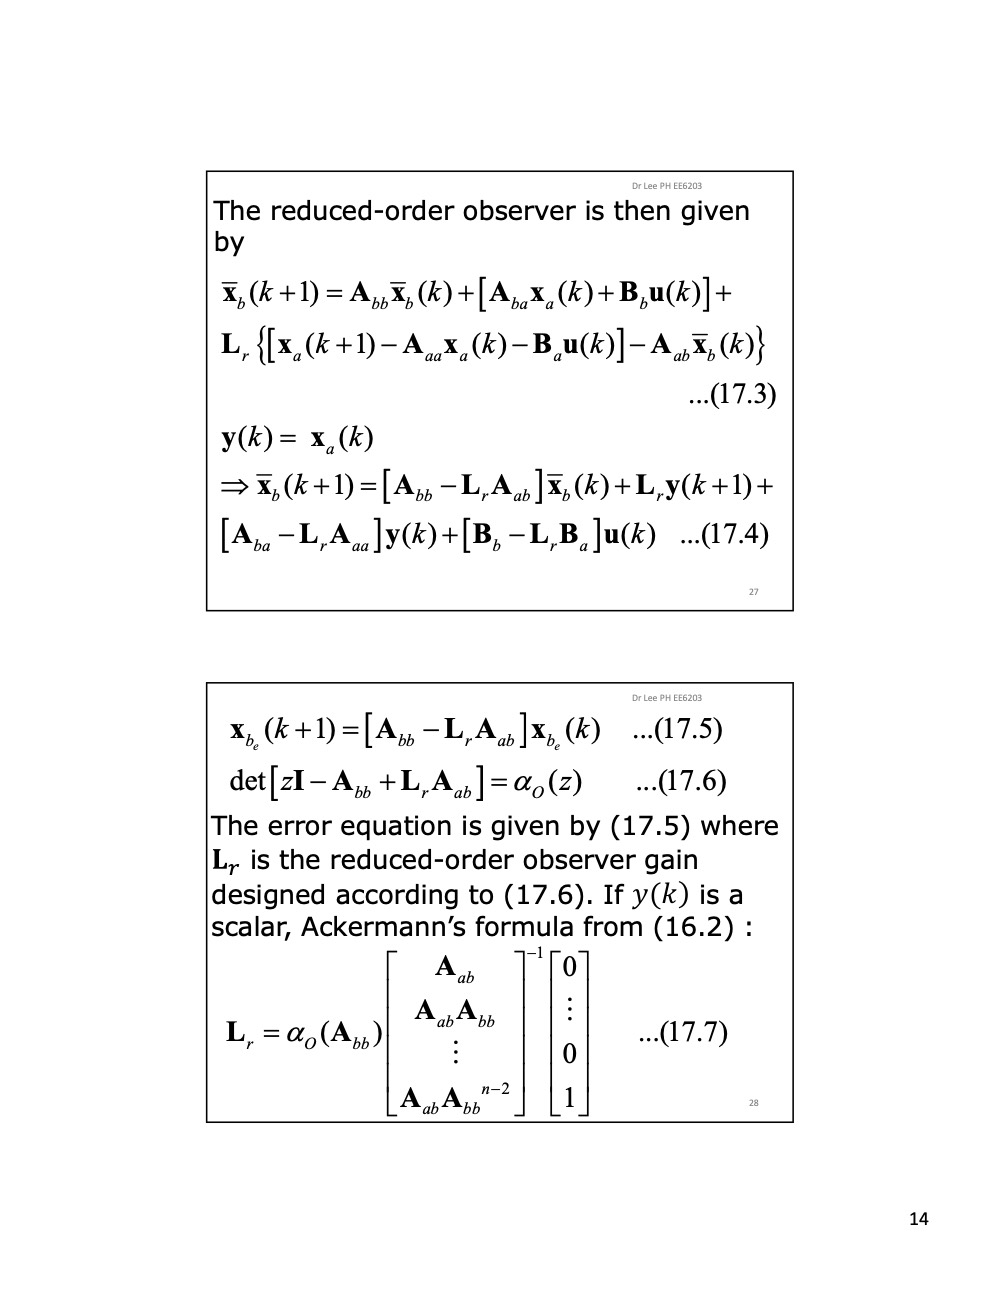 Dr Lee PH EE6203
The reduced-order observer is then given
by
x̅_b(k+1) = A_bb x̅_b(k) + [A_ba x_a(k) + B_b u(k)] +
L_r {[x_a(k+1) − A_aa x_a(k) − B_a u(k)] − A_ab x̅_b(k)}
...(17.3)
y(k) = x_a(k)
⇒ x̅_b(k+1) = [A_bb − L_r A_ab] x̅_b(k) + L_r y(k+1) +
[A_ba − L_r A_aa] y(k) + [B_b − L_r B_a] u(k) ...(17.4)
27
Dr Lee PH EE6203
x_{b_e}(k+1) = [A_bb − L_r A_ab] x_{b_e}(k) ...(17.5)
det[zI − A_bb + L_r A_ab] = α_O(z) ...(17.6)
The error equation is given by (17.5) where
L_r is the reduced-order observer gain
designed according to (17.6). If y(k) is a
scalar, Ackermann’s formula from (16.2) :
L_r = α_O(A_bb) [A_ab; A_ab A_bb; ⋮; A_ab A_bb^{n−2}]^{−1} [0; ⋮; 0; 1] ...(17.7)
28
14